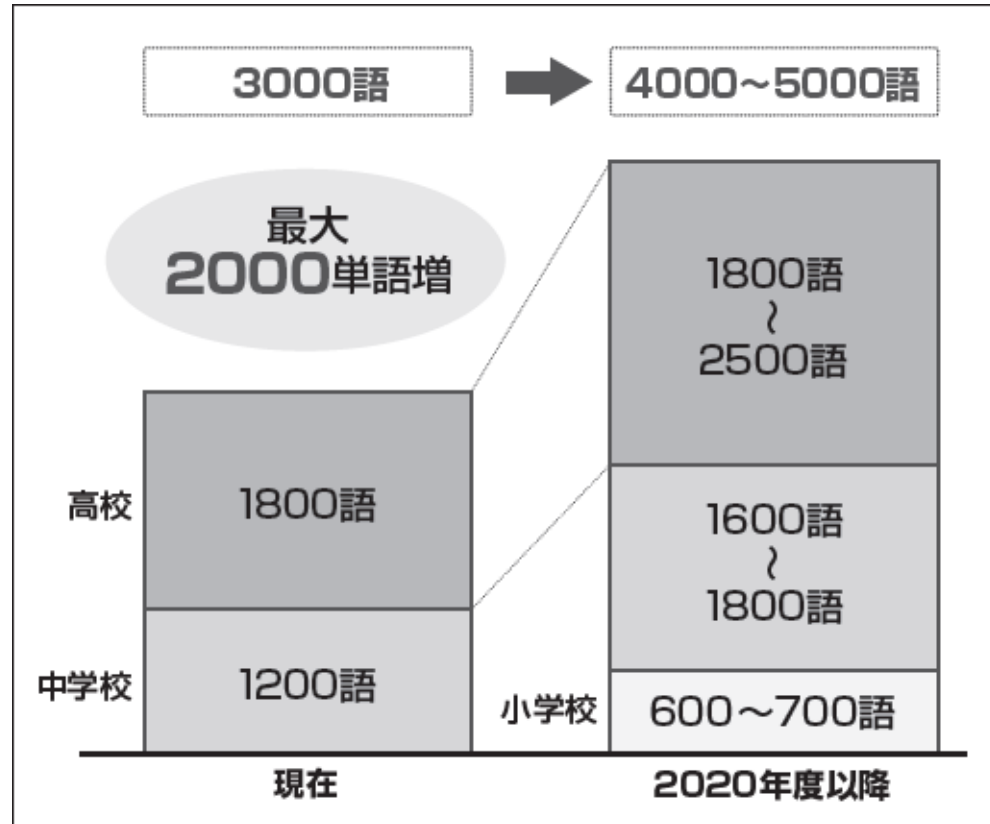 3000語
4000～5000語
最大
2000単語増
高校
1800語
中学校
1200語
1800語
～
2500語
1600語
～
1800語
小学校
600～700語
現在
2020年度以降